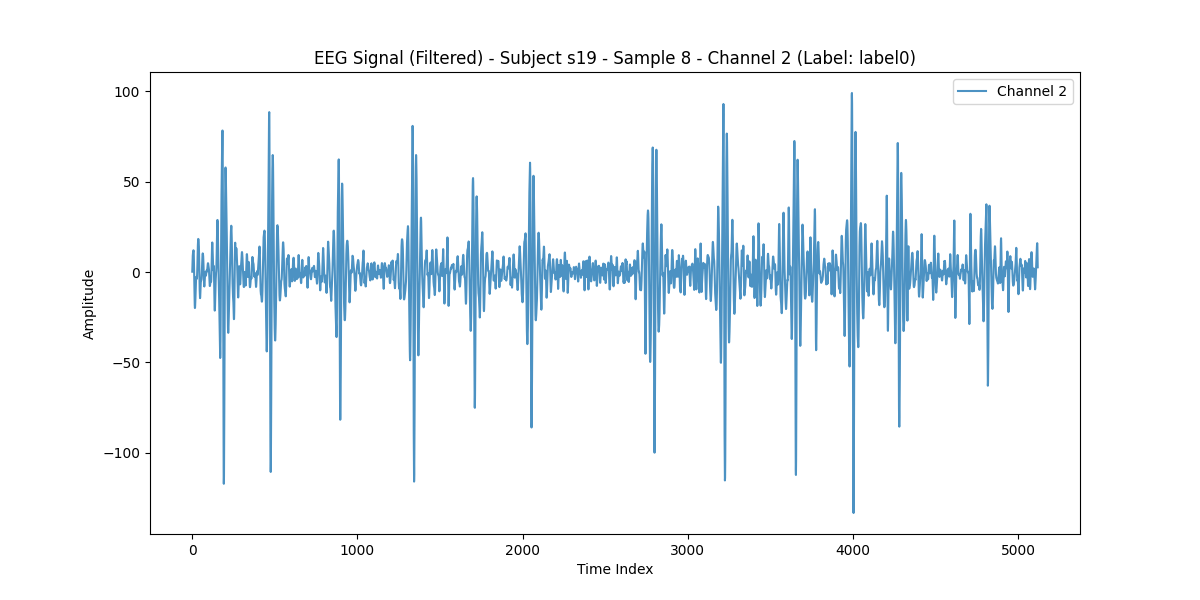 EEG Signal (Filtered) - Subject s19 - Sample 8 - Channel 2 (Label: label0)
Channel 2
100
50
0
−50
−100
Amplitude
0 1000 2000 3000 4000 5000
Time Index